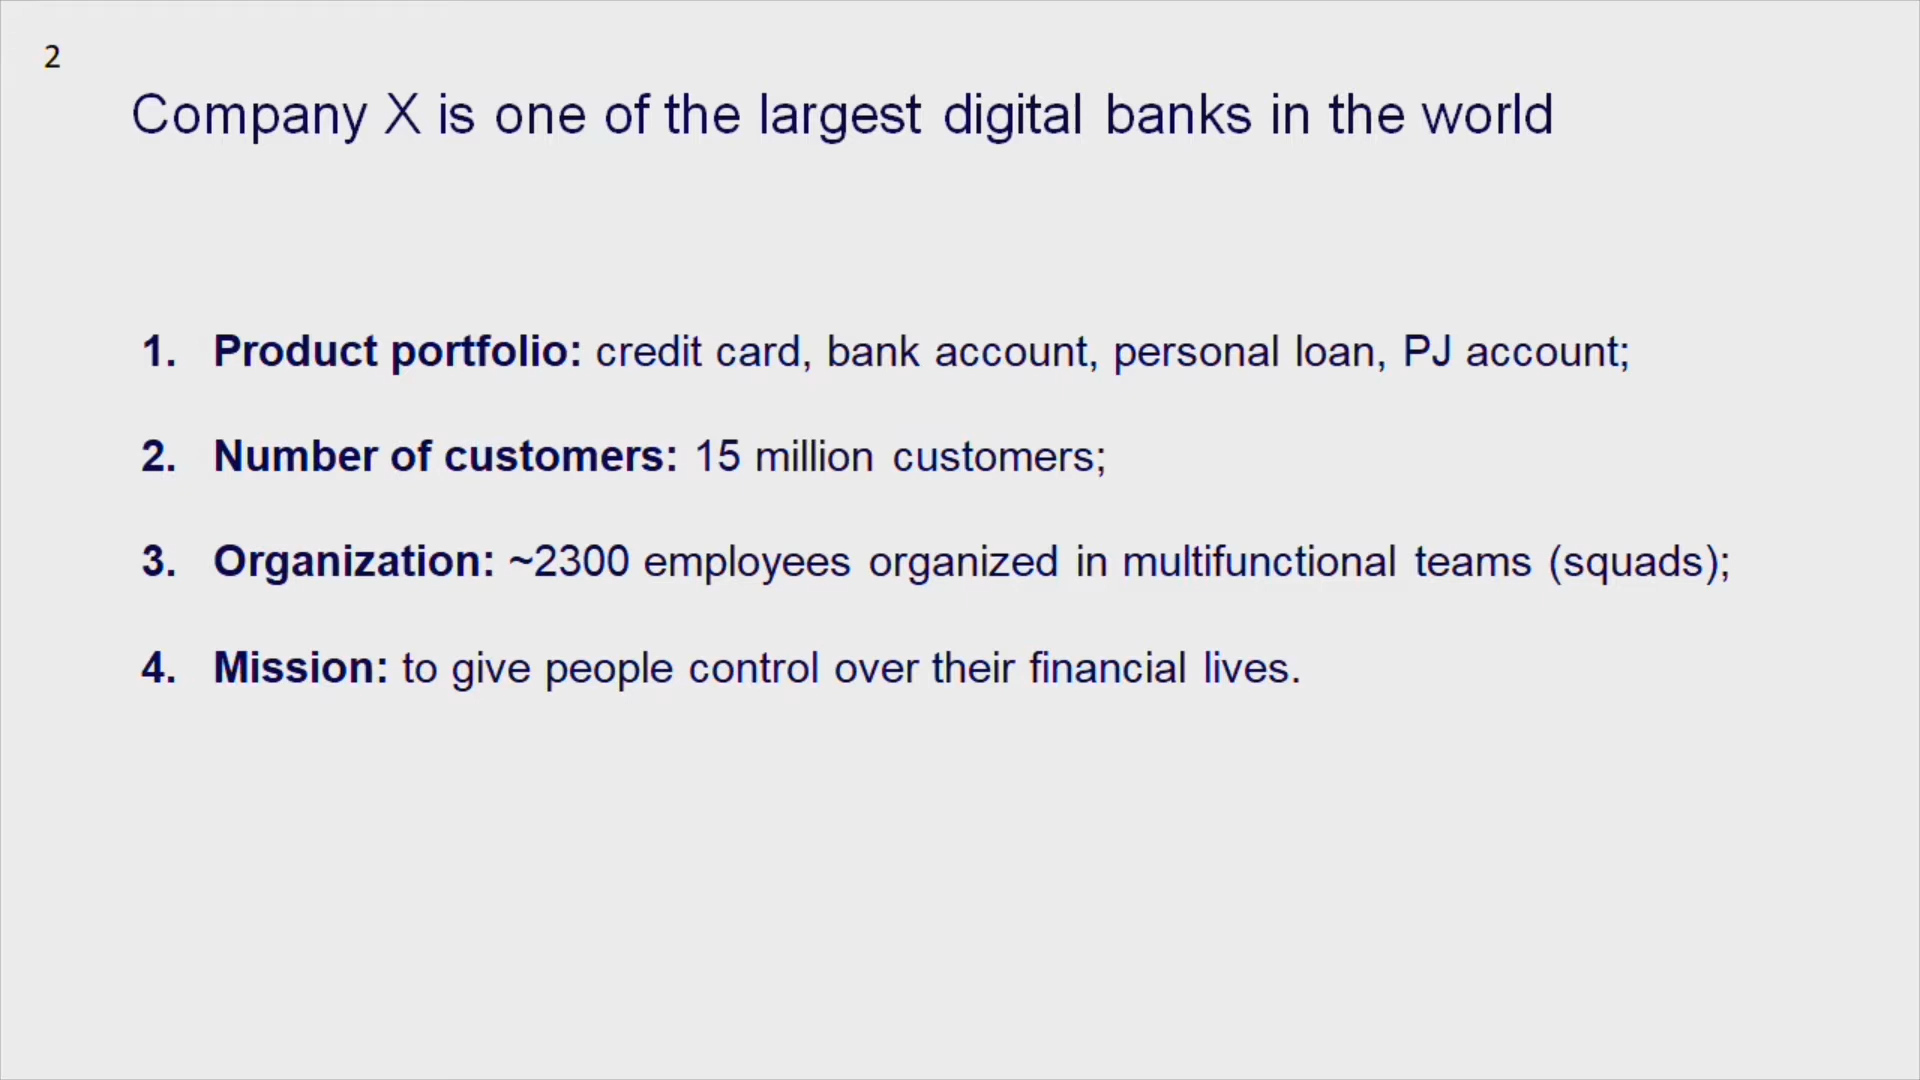 2
Company X is one of the largest digital banks in the world
1. Product portfolio: credit card, bank account, personal loan, PJ account;
2. Number of customers: 15 million customers;
3. Organization: ~2300 employees organized in multifunctional teams (squads);
4. Mission: to give people control over their financial lives.